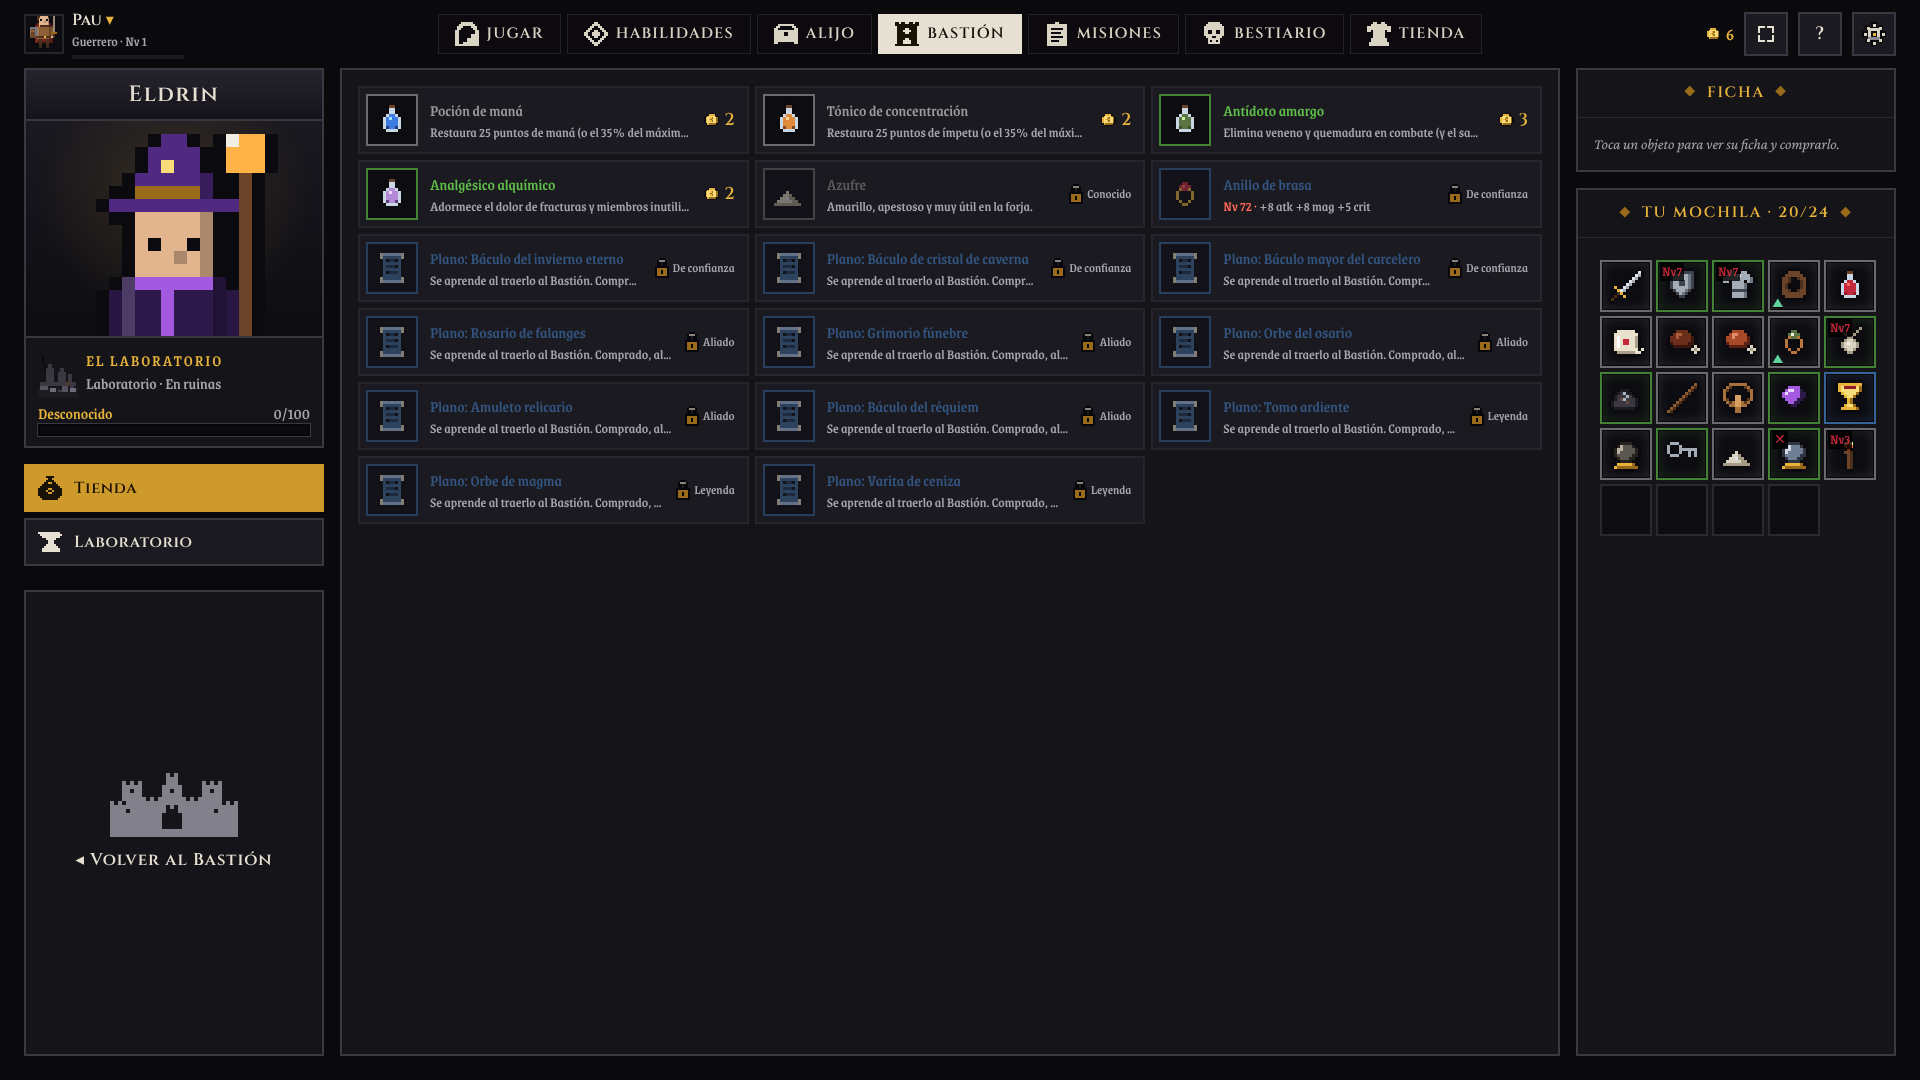 Pau ▾
Guerrero · Nv 1
JUGAR
HABILIDADES
ALIJO
BASTIÓN
MISIONES
BESTIARIO
TIENDA
6
?
Eldrin
EL LABORATORIO
Laboratorio · En ruinas
Desconocido 0/100
Tienda
Laboratorio
◂ Volver al Bastión
Poción de maná
Restaura 25 puntos de maná (o el 35% del máxim...
2
Tónico de concentración
Restaura 25 puntos de ímpetu (o el 35% del máxi...
2
Antídoto amargo
Elimina veneno y quemadura en combate (y el sa...
3
Analgésico alquímico
Adormece el dolor de fracturas y miembros inutili...
2
Azufre
Amarillo, apestoso y muy útil en la forja.
Conocido
Anillo de brasa
Nv 72 · +8 atk +8 mag +5 crit
De confianza
Plano: Báculo del invierno eterno
Se aprende al traerlo al Bastión. Compr...
De confianza
Plano: Báculo de cristal de caverna
Se aprende al traerlo al Bastión. Compr...
De confianza
Plano: Báculo mayor del carcelero
Se aprende al traerlo al Bastión. Compr...
De confianza
Plano: Rosario de falanges
Se aprende al traerlo al Bastión. Comprado, al...
Aliado
Plano: Grimorio fúnebre
Se aprende al traerlo al Bastión. Comprado, al...
Aliado
Plano: Orbe del osario
Se aprende al traerlo al Bastión. Comprado, al...
Aliado
Plano: Amuleto relicario
Se aprende al traerlo al Bastión. Comprado, al...
Aliado
Plano: Báculo del réquiem
Se aprende al traerlo al Bastión. Comprado, al...
Aliado
Plano: Tomo ardiente
Se aprende al traerlo al Bastión. Comprado, ...
Leyenda
Plano: Orbe de magma
Se aprende al traerlo al Bastión. Comprado, ...
Leyenda
Plano: Varita de ceniza
Se aprende al traerlo al Bastión. Comprado, ...
Leyenda
◆ FICHA ◆
Toca un objeto para ver su ficha y comprarlo.
◆ TU MOCHILA · 20/24 ◆
Nv7
Nv7
Nv7
Nv3